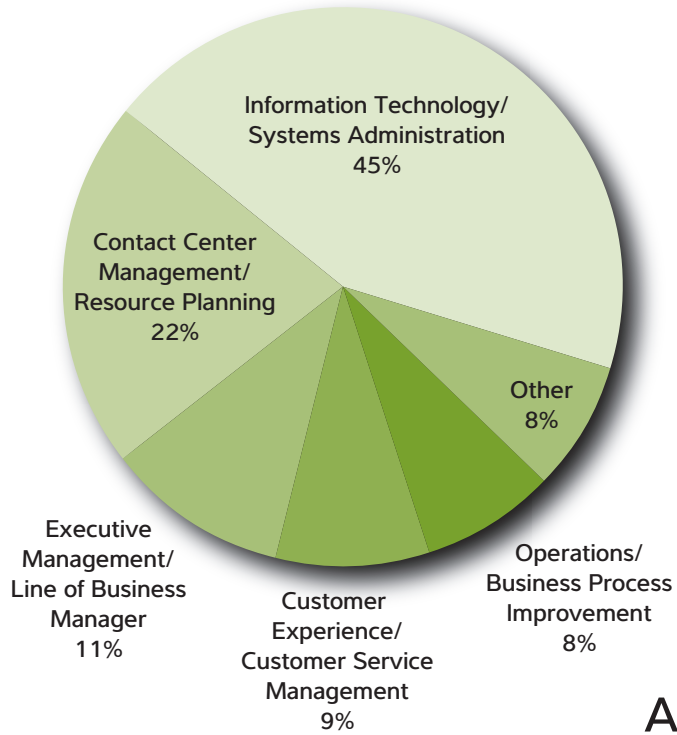 Information Technology/
Systems Administration
45%
Contact Center
Management/
Resource Planning
22%
Other
8%
Executive
Management/
Line of Business
Manager
11%
Customer
Experience/
Customer Service
Management
9%
Operations/
Business Process
Improvement
8%
A